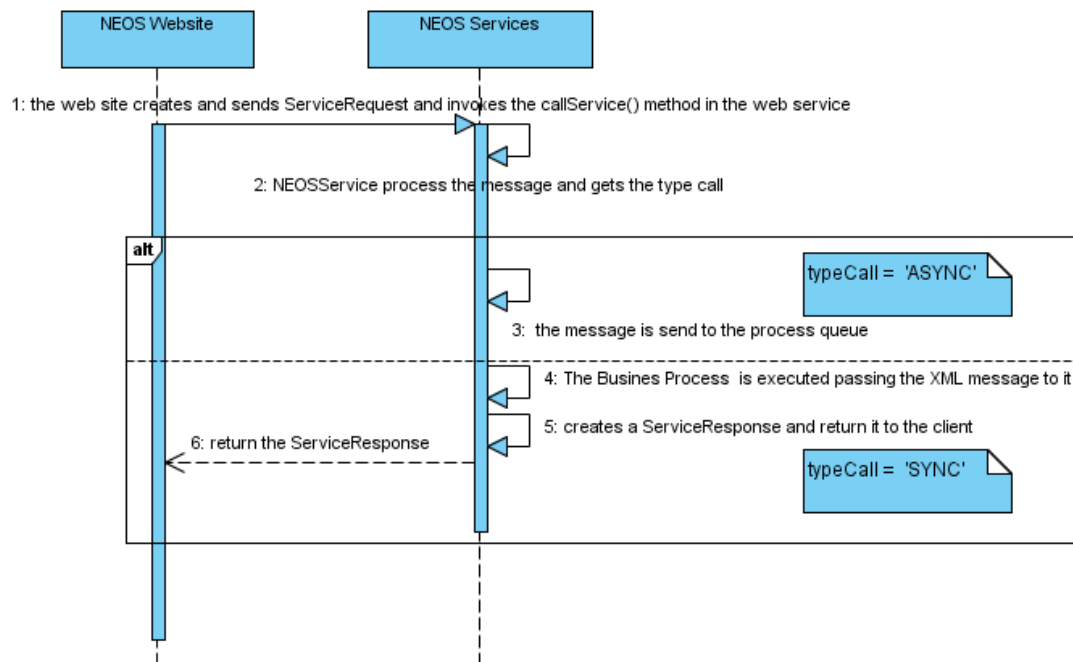 NEOS Website
NEOS Services
1: the web site creates and sends ServiceRequest and invokes the callService() method in the web service
2: NEOSService process the message and gets the type call
alt
typeCall = 'ASYNC'
3: the message is send to the process queue
4: The Busines Process is executed passing the XML message to it
5: creates a ServiceResponse and return it to the client
6: return the ServiceResponse
typeCall = 'SYNC'